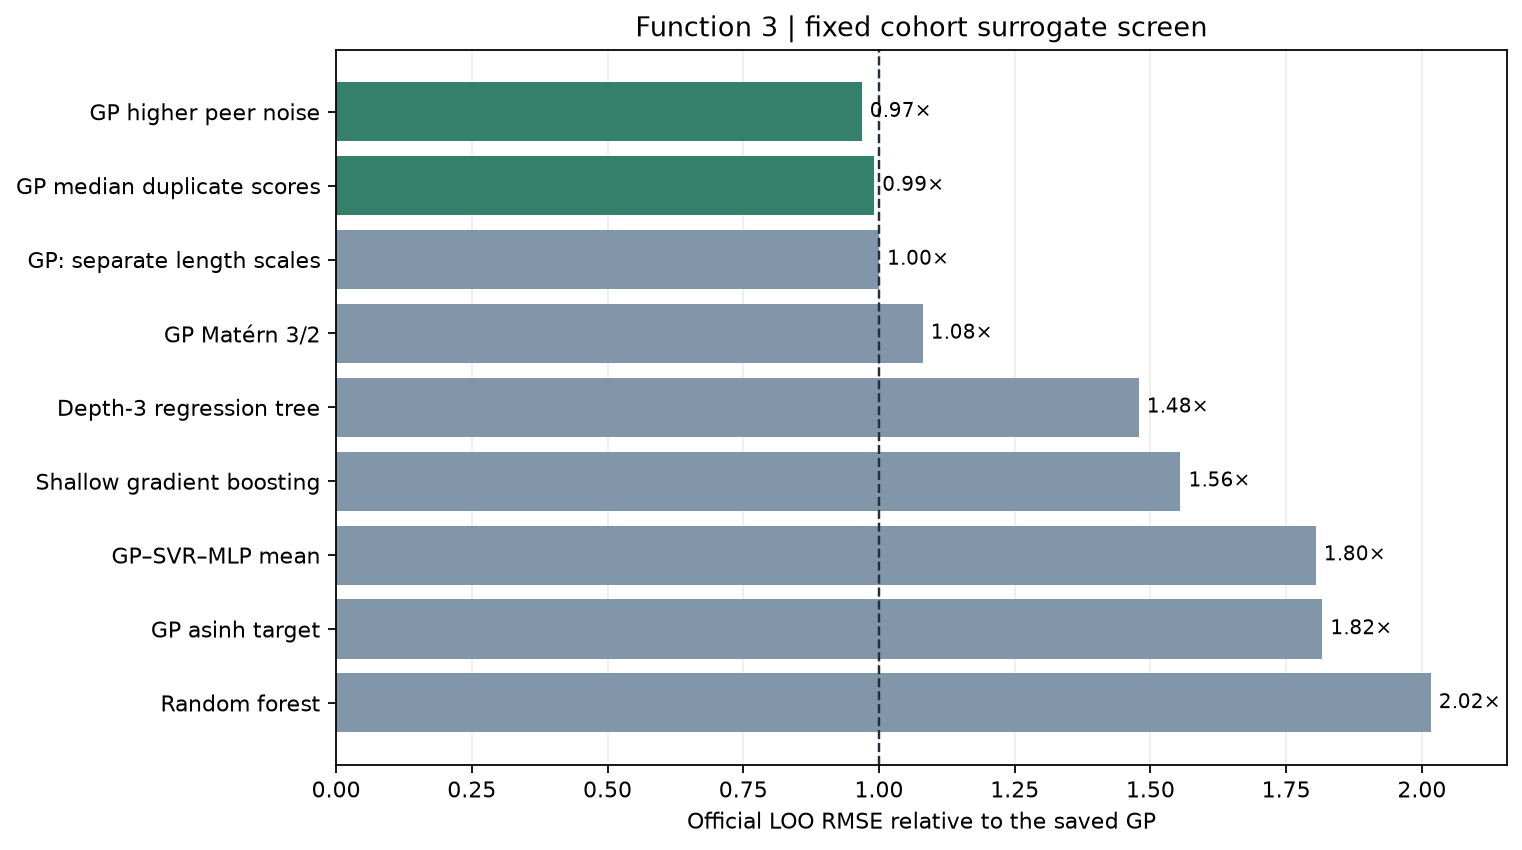 Function 3 | fixed cohort surrogate screen
GP higher peer noise
0.97×
GP median duplicate scores
0.99×
GP: separate length scales
1.00×
GP Matérn 3/2
1.08×
Depth-3 regression tree
1.48×
Shallow gradient boosting
1.56×
GP–SVR–MLP mean
1.80×
GP asinh target
1.82×
Random forest
2.02×
0.00 0.25 0.50 0.75 1.00 1.25 1.50 1.75 2.00
Official LOO RMSE relative to the saved GP